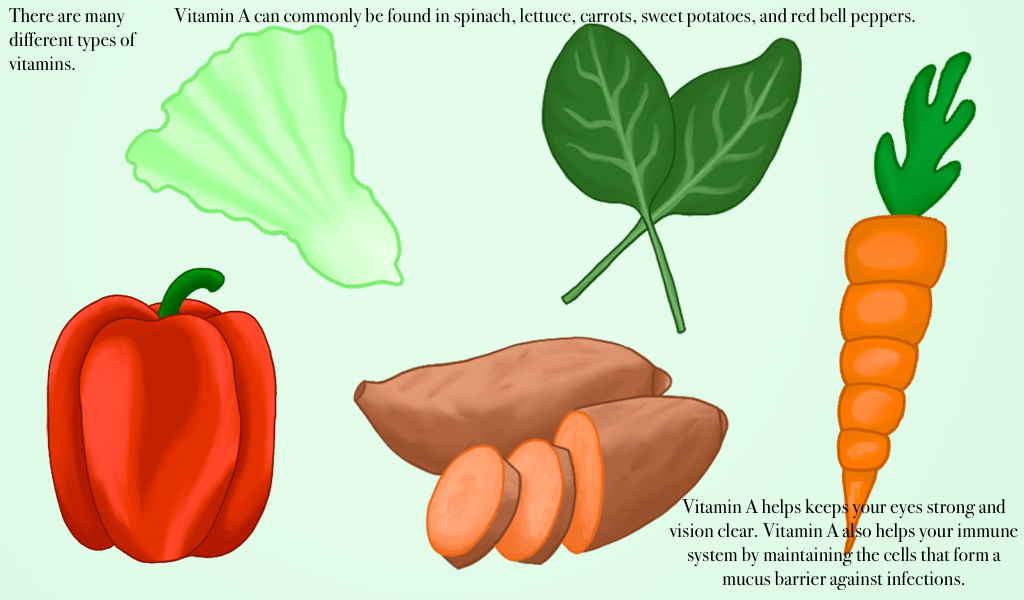 There are many
different types of
vitamins.
Vitamin A can commonly be found in spinach, lettuce, carrots, sweet potatoes, and red bell peppers.
Vitamin A helps keeps your eyes strong and
vision clear. Vitamin A also helps your immune
system by maintaining the cells that form a
mucus barrier against infections.